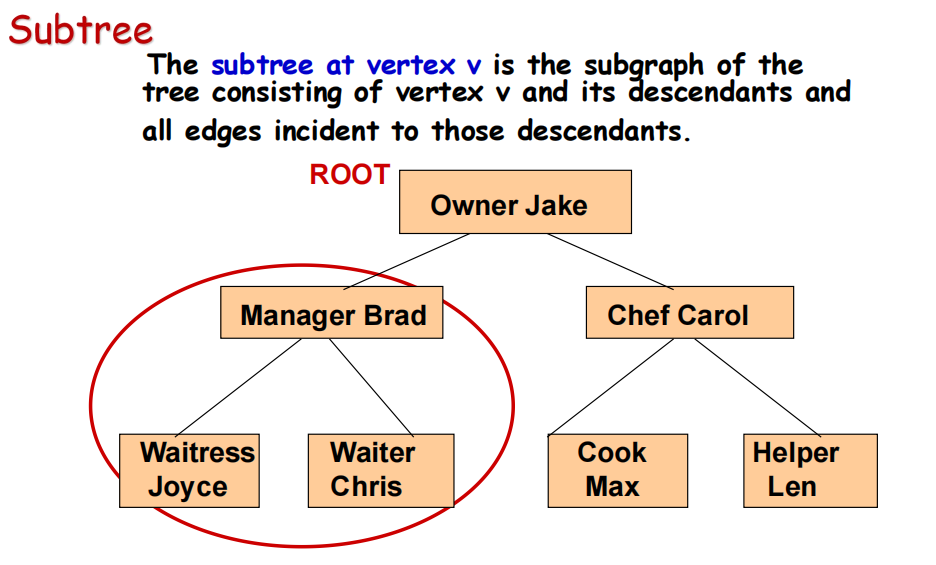 Subtree
The subtree at vertex v is the subgraph of the
tree consisting of vertex v and its descendants and
all edges incident to those descendants.
ROOT
Owner Jake
Manager Brad
Chef Carol
Waitress
Joyce
Waiter
Chris
Cook
Max
Helper
Len